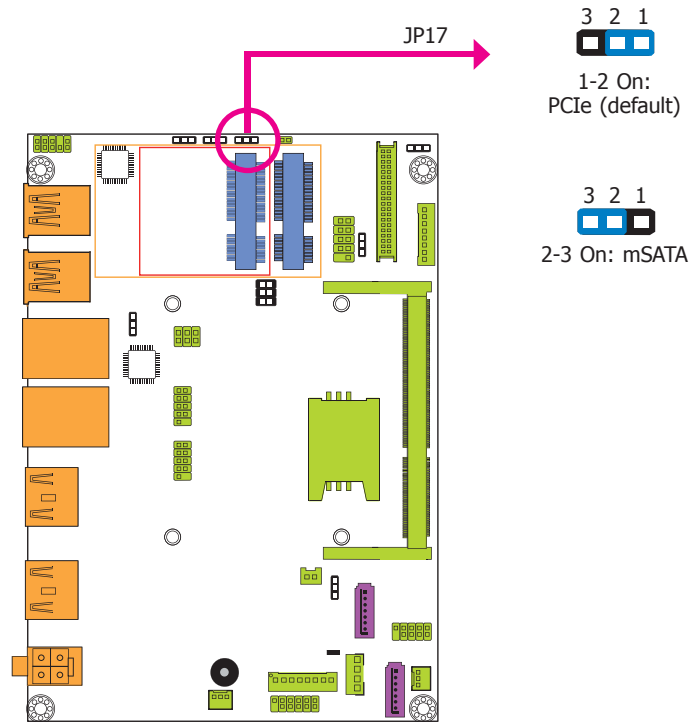 JP17
3 2 1
1-2 On:
PCIe (default)
3 2 1
2-3 On: mSATA